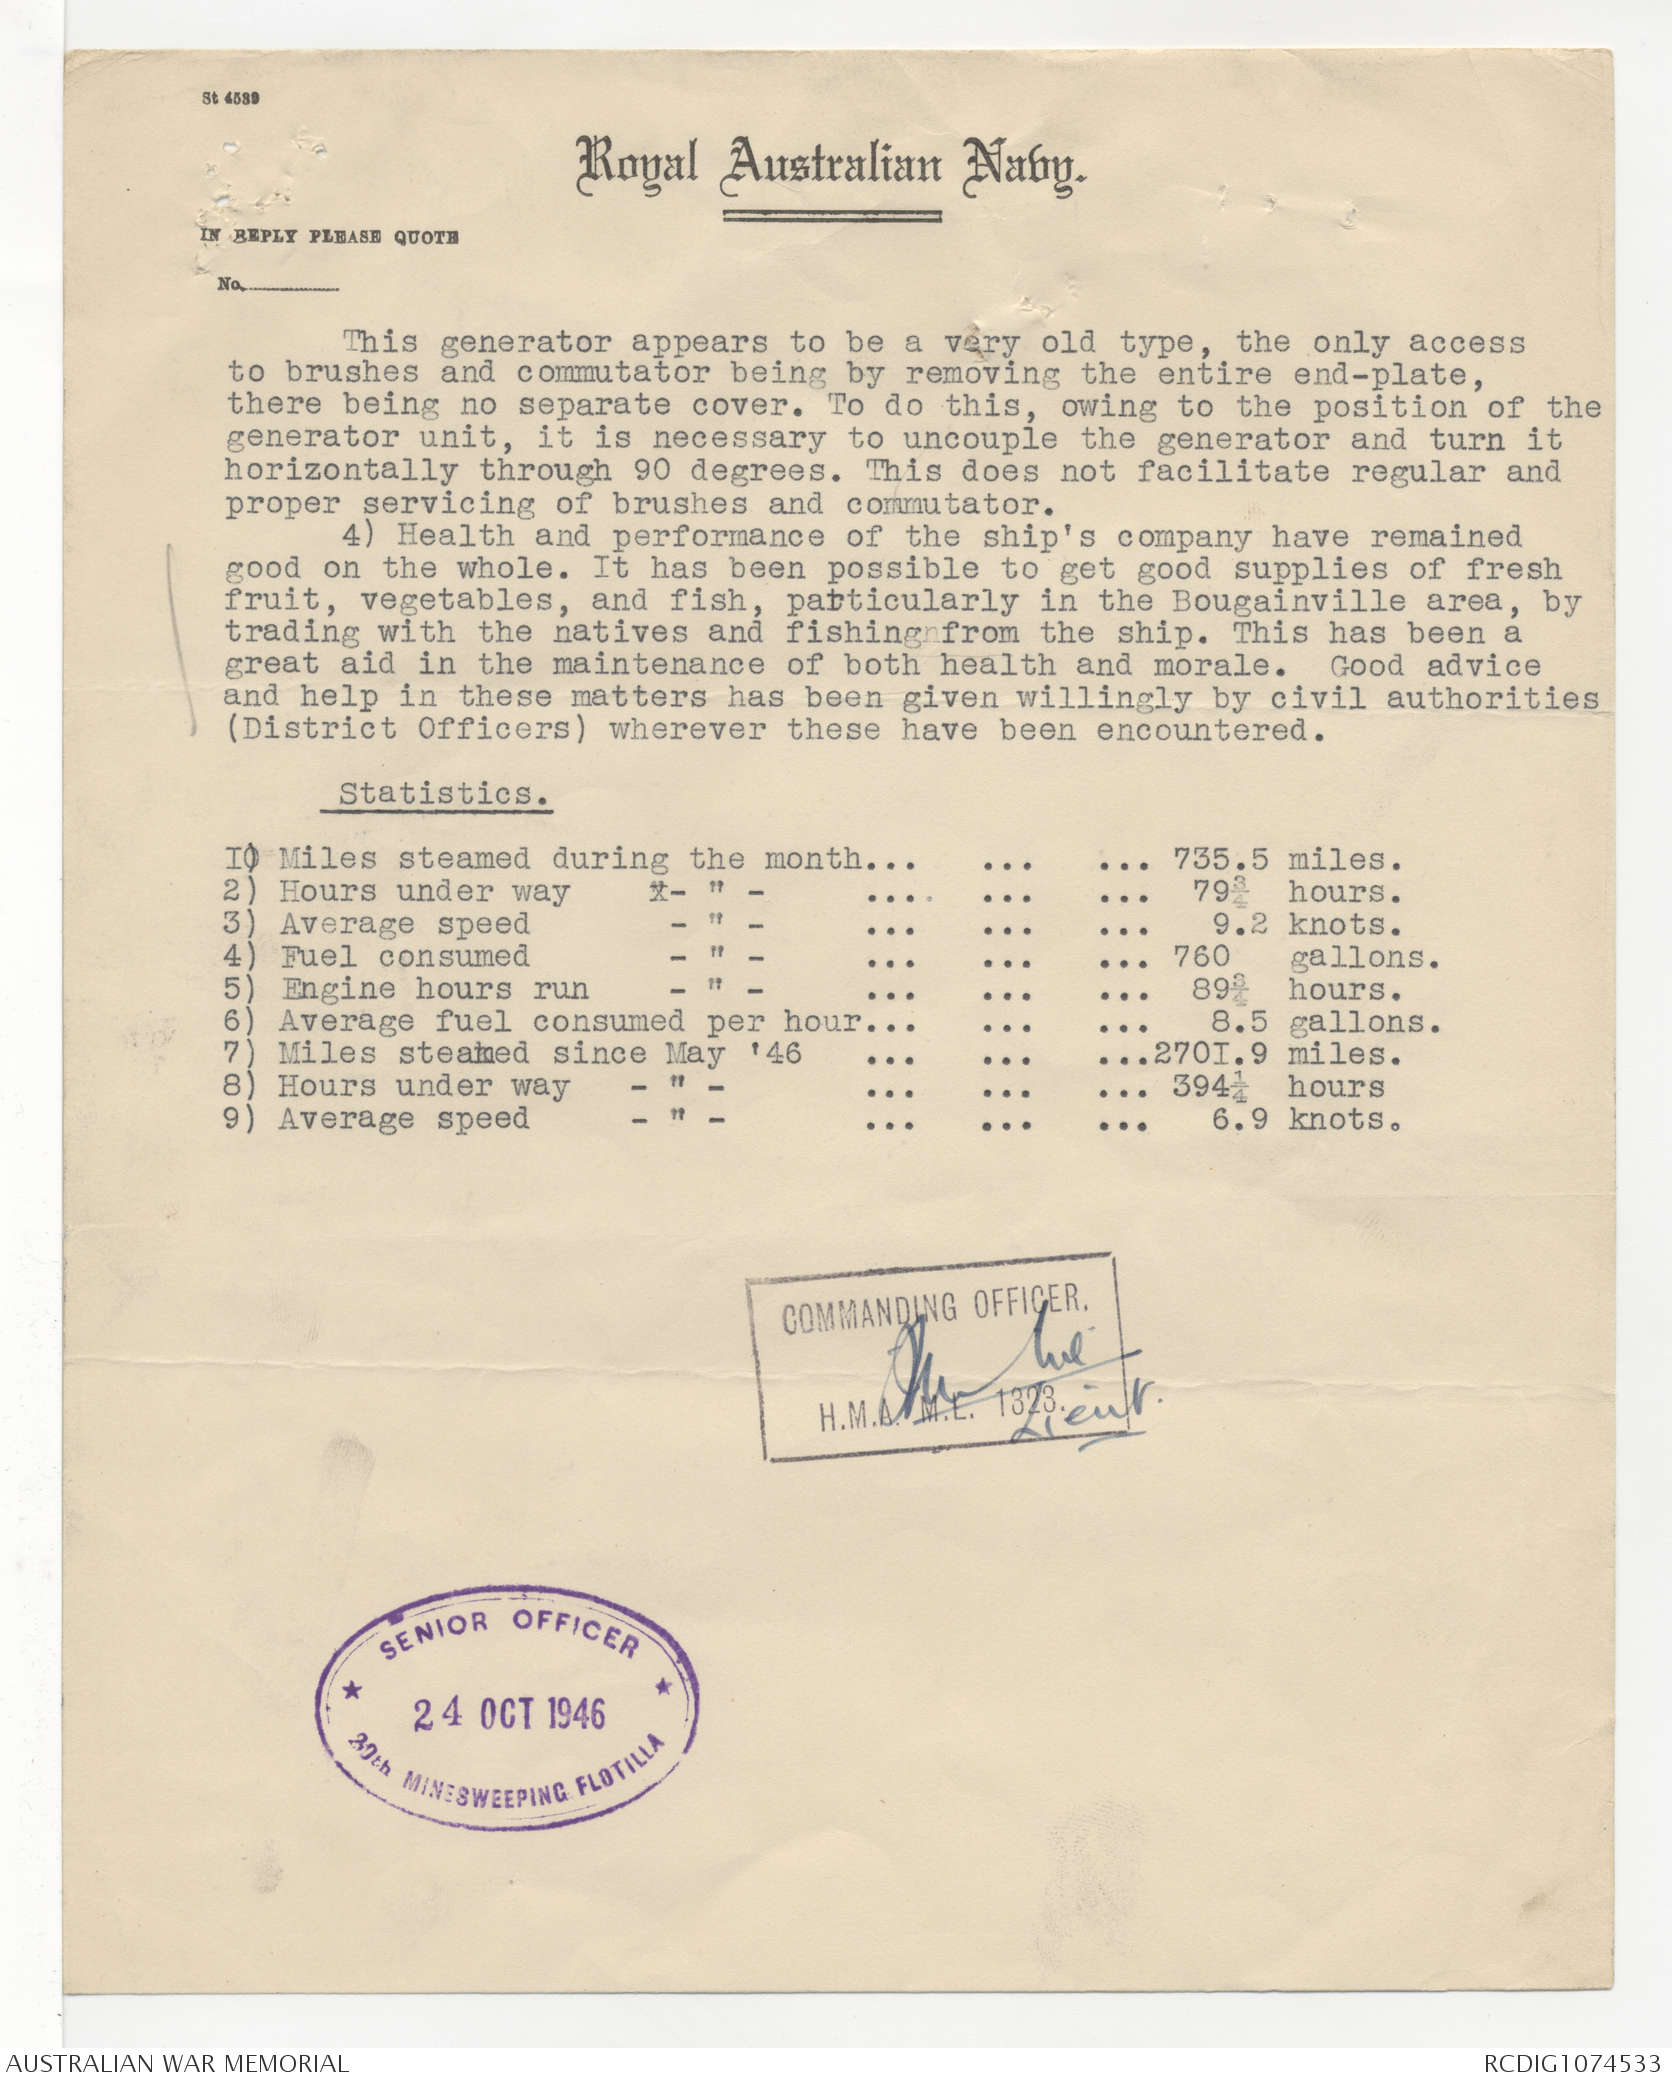 St 4539
Royal Australian Navy.
IN REPLY PLEASE QUOTE
No.
This generator appears to be a very old type, the only access
to brushes and commutator being by removing the entire end-plate,
there being no separate cover. To do this, owing to the position of the
generator unit, it is necessary to uncouple the generator and turn it
horizontally through 90 degrees. This does not facilitate regular and
proper servicing of brushes and commutator.
4) Health and performance of the ship's company have remained
good on the whole. It has been possible to get good supplies of fresh
fruit, vegetables, and fish, particularly in the Bougainville area, by
trading with the natives and fishing from the ship. This has been a
great aid in the maintenance of both health and morale. Good advice
and help in these matters has been given willingly by civil authorities
(District Officers) wherever these have been encountered.
Statistics.
I) Miles steamed during the month... ... ... 735.5 miles.
2) Hours under way - " - ... ... ... 79¾ hours.
3) Average speed - " - ... ... ... 9.2 knots.
4) Fuel consumed - " - ... ... ... 760 gallons.
5) Engine hours run - " - ... ... ... 89¾ hours.
6) Average fuel consumed per hour... ... ... 8.5 gallons.
7) Miles steamed since May '46 ... ... ...270I.9 miles.
8) Hours under way - " - ... ... ... 394¼ hours
9) Average speed - " - ... ... ... 6.9 knots.
COMMANDING OFFICER.
H.M.A. M.L. 1323.
Lieut.
SENIOR OFFICER
24 OCT 1946
20th MINESWEEPING FLOTILLA
AUSTRALIAN WAR MEMORIAL
RCDIG1074533